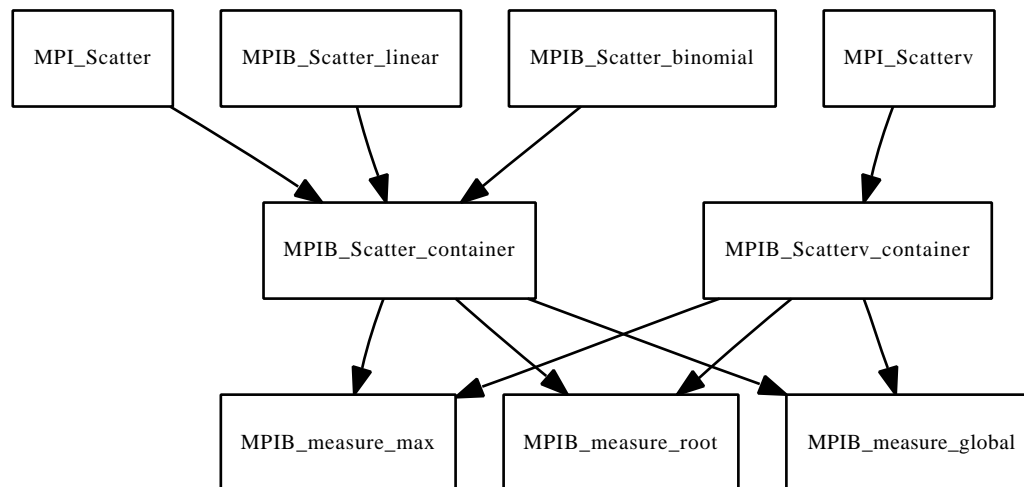 MPI_Scatter
MPIB_Scatter_linear
MPIB_Scatter_binomial
MPI_Scatterv
MPIB_Scatter_container
MPIB_Scatterv_container
MPIB_measure_max
MPIB_measure_root
MPIB_measure_global